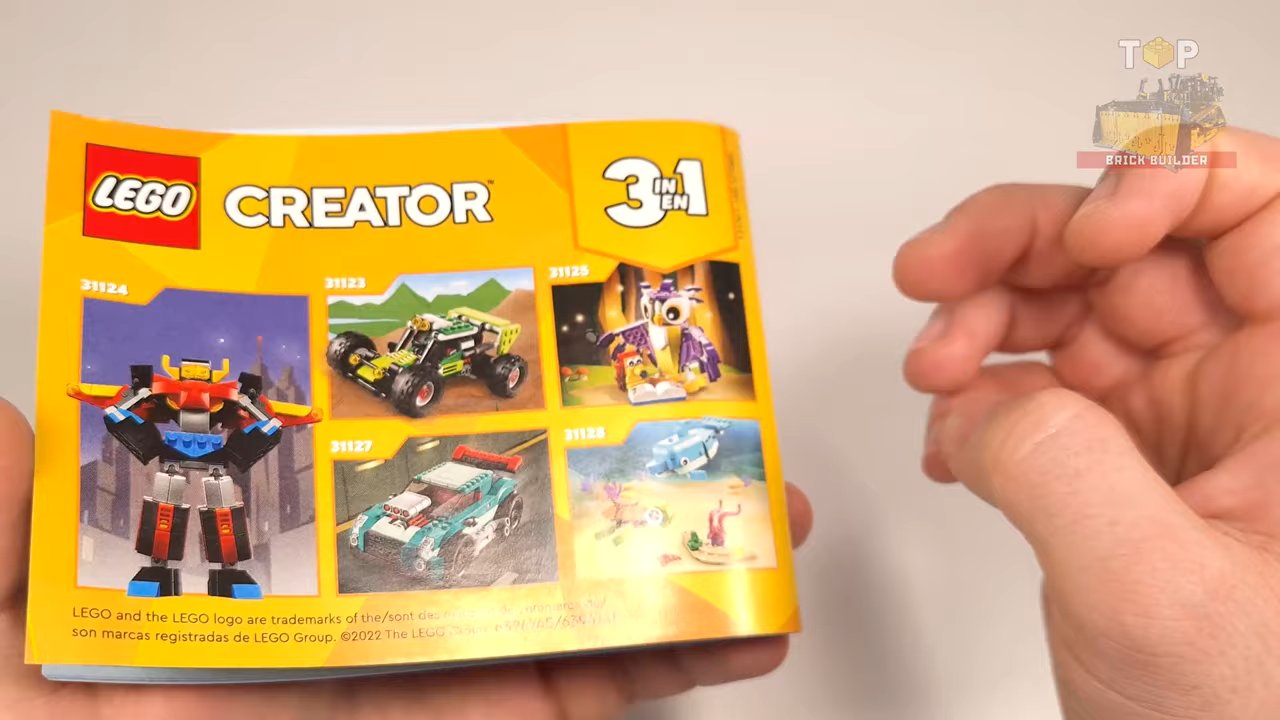 TOP
BRICK BUILDER
LEGO
CREATOR™
3 IN EN 1
31124
31123
31125
31127
31128
LEGO and the LEGO logo are trademarks of the/sont des
son marcas registradas de LEGO Group. ©2022 The LEGO